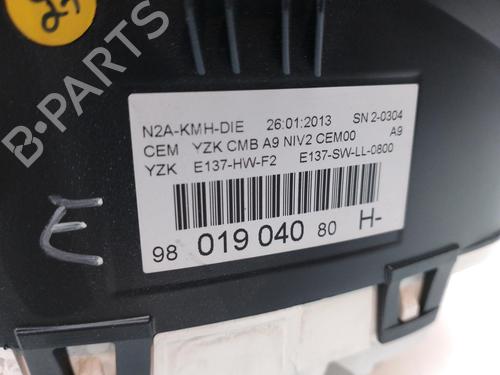 N2A-KMH-DIE 26:01:2013 SN 2-0304
CEM YZK CMB A9 NIV2 CEM00 A9
YZK E137-HW-F2 E137-SW-LL-0800
98 019 040 80 H-
E